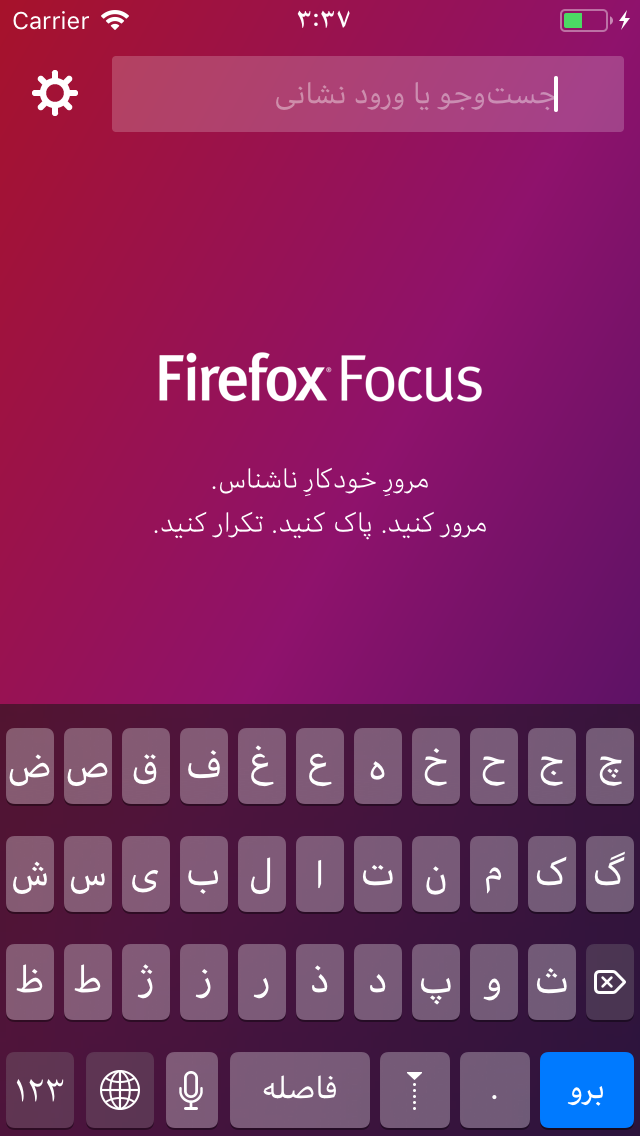 Carrier ۳:۳۷
جست‌وجو یا ورود نشانی
Firefox® Focus
مرورِ خودکارِ ناشناس.
مرور کنید. پاک کنید. تکرار کنید.
ض ص ق ف غ ع ه خ ح ج چ
ش س ی ب ل ا ت ن م ک گ
ظ ط ژ ز ر ذ د پ و ث
۱۲۳ فاصله . برو